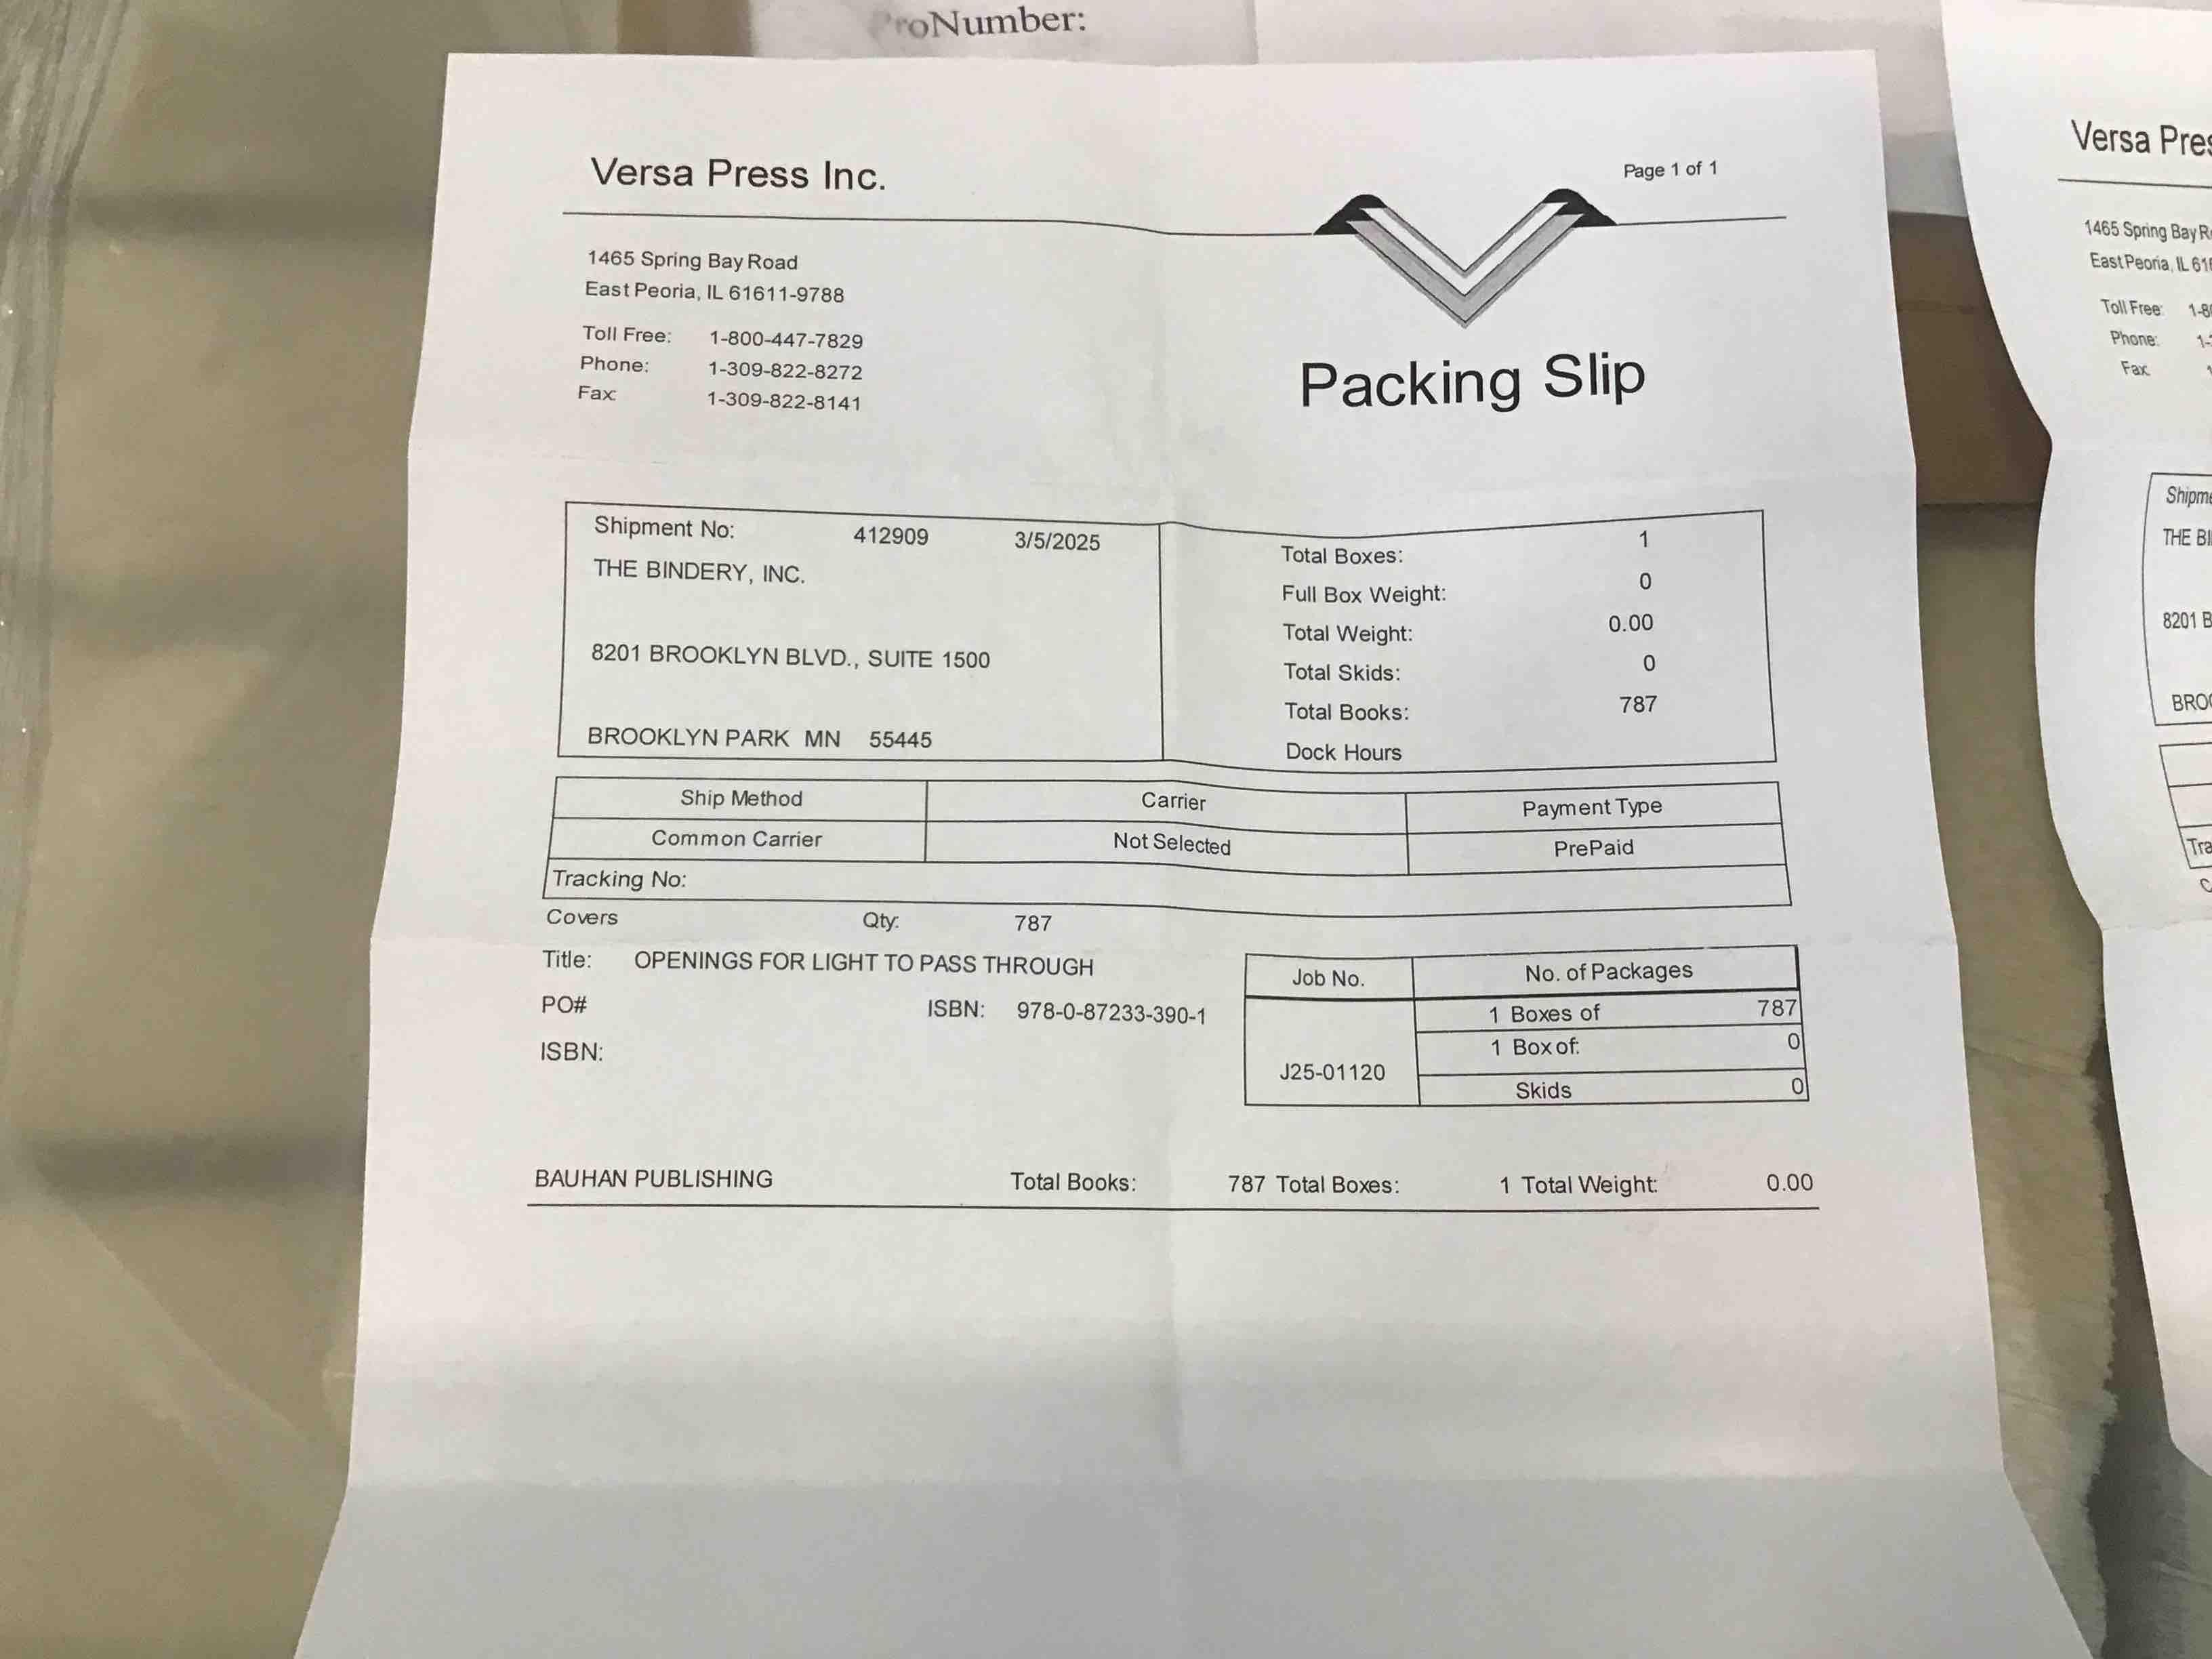 roNumber:
Versa Press Inc.
Page 1 of 1
1465 Spring Bay Road
East Peoria, IL 61611-9788
Toll Free: 1-800-447-7829
Phone: 1-309-822-8272
Fax: 1-309-822-8141
Packing Slip
Shipment No: 412909 3/5/2025
THE BINDERY, INC.
8201 BROOKLYN BLVD., SUITE 1500
BROOKLYN PARK MN 55445
Total Boxes: 1
Full Box Weight: 0
Total Weight: 0.00
Total Skids: 0
Total Books: 787
Dock Hours
Ship Method Carrier Payment Type
Common Carrier Not Selected PrePaid
Tracking No:
Covers Qty: 787
Title: OPENINGS FOR LIGHT TO PASS THROUGH
PO# ISBN: 978-0-87233-390-1
ISBN:
Job No. No. of Packages
J25-01120
1 Boxes of 787
1 Box of: 0
Skids 0
BAUHAN PUBLISHING Total Books: 787 Total Boxes: 1 Total Weight: 0.00
Versa Pres
1465 Spring Bay R
East Peoria, IL 61
Toll Free: 1-8
Phone: 1-
Fax
Shipm
THE BI
8201 B
BRO
Tra